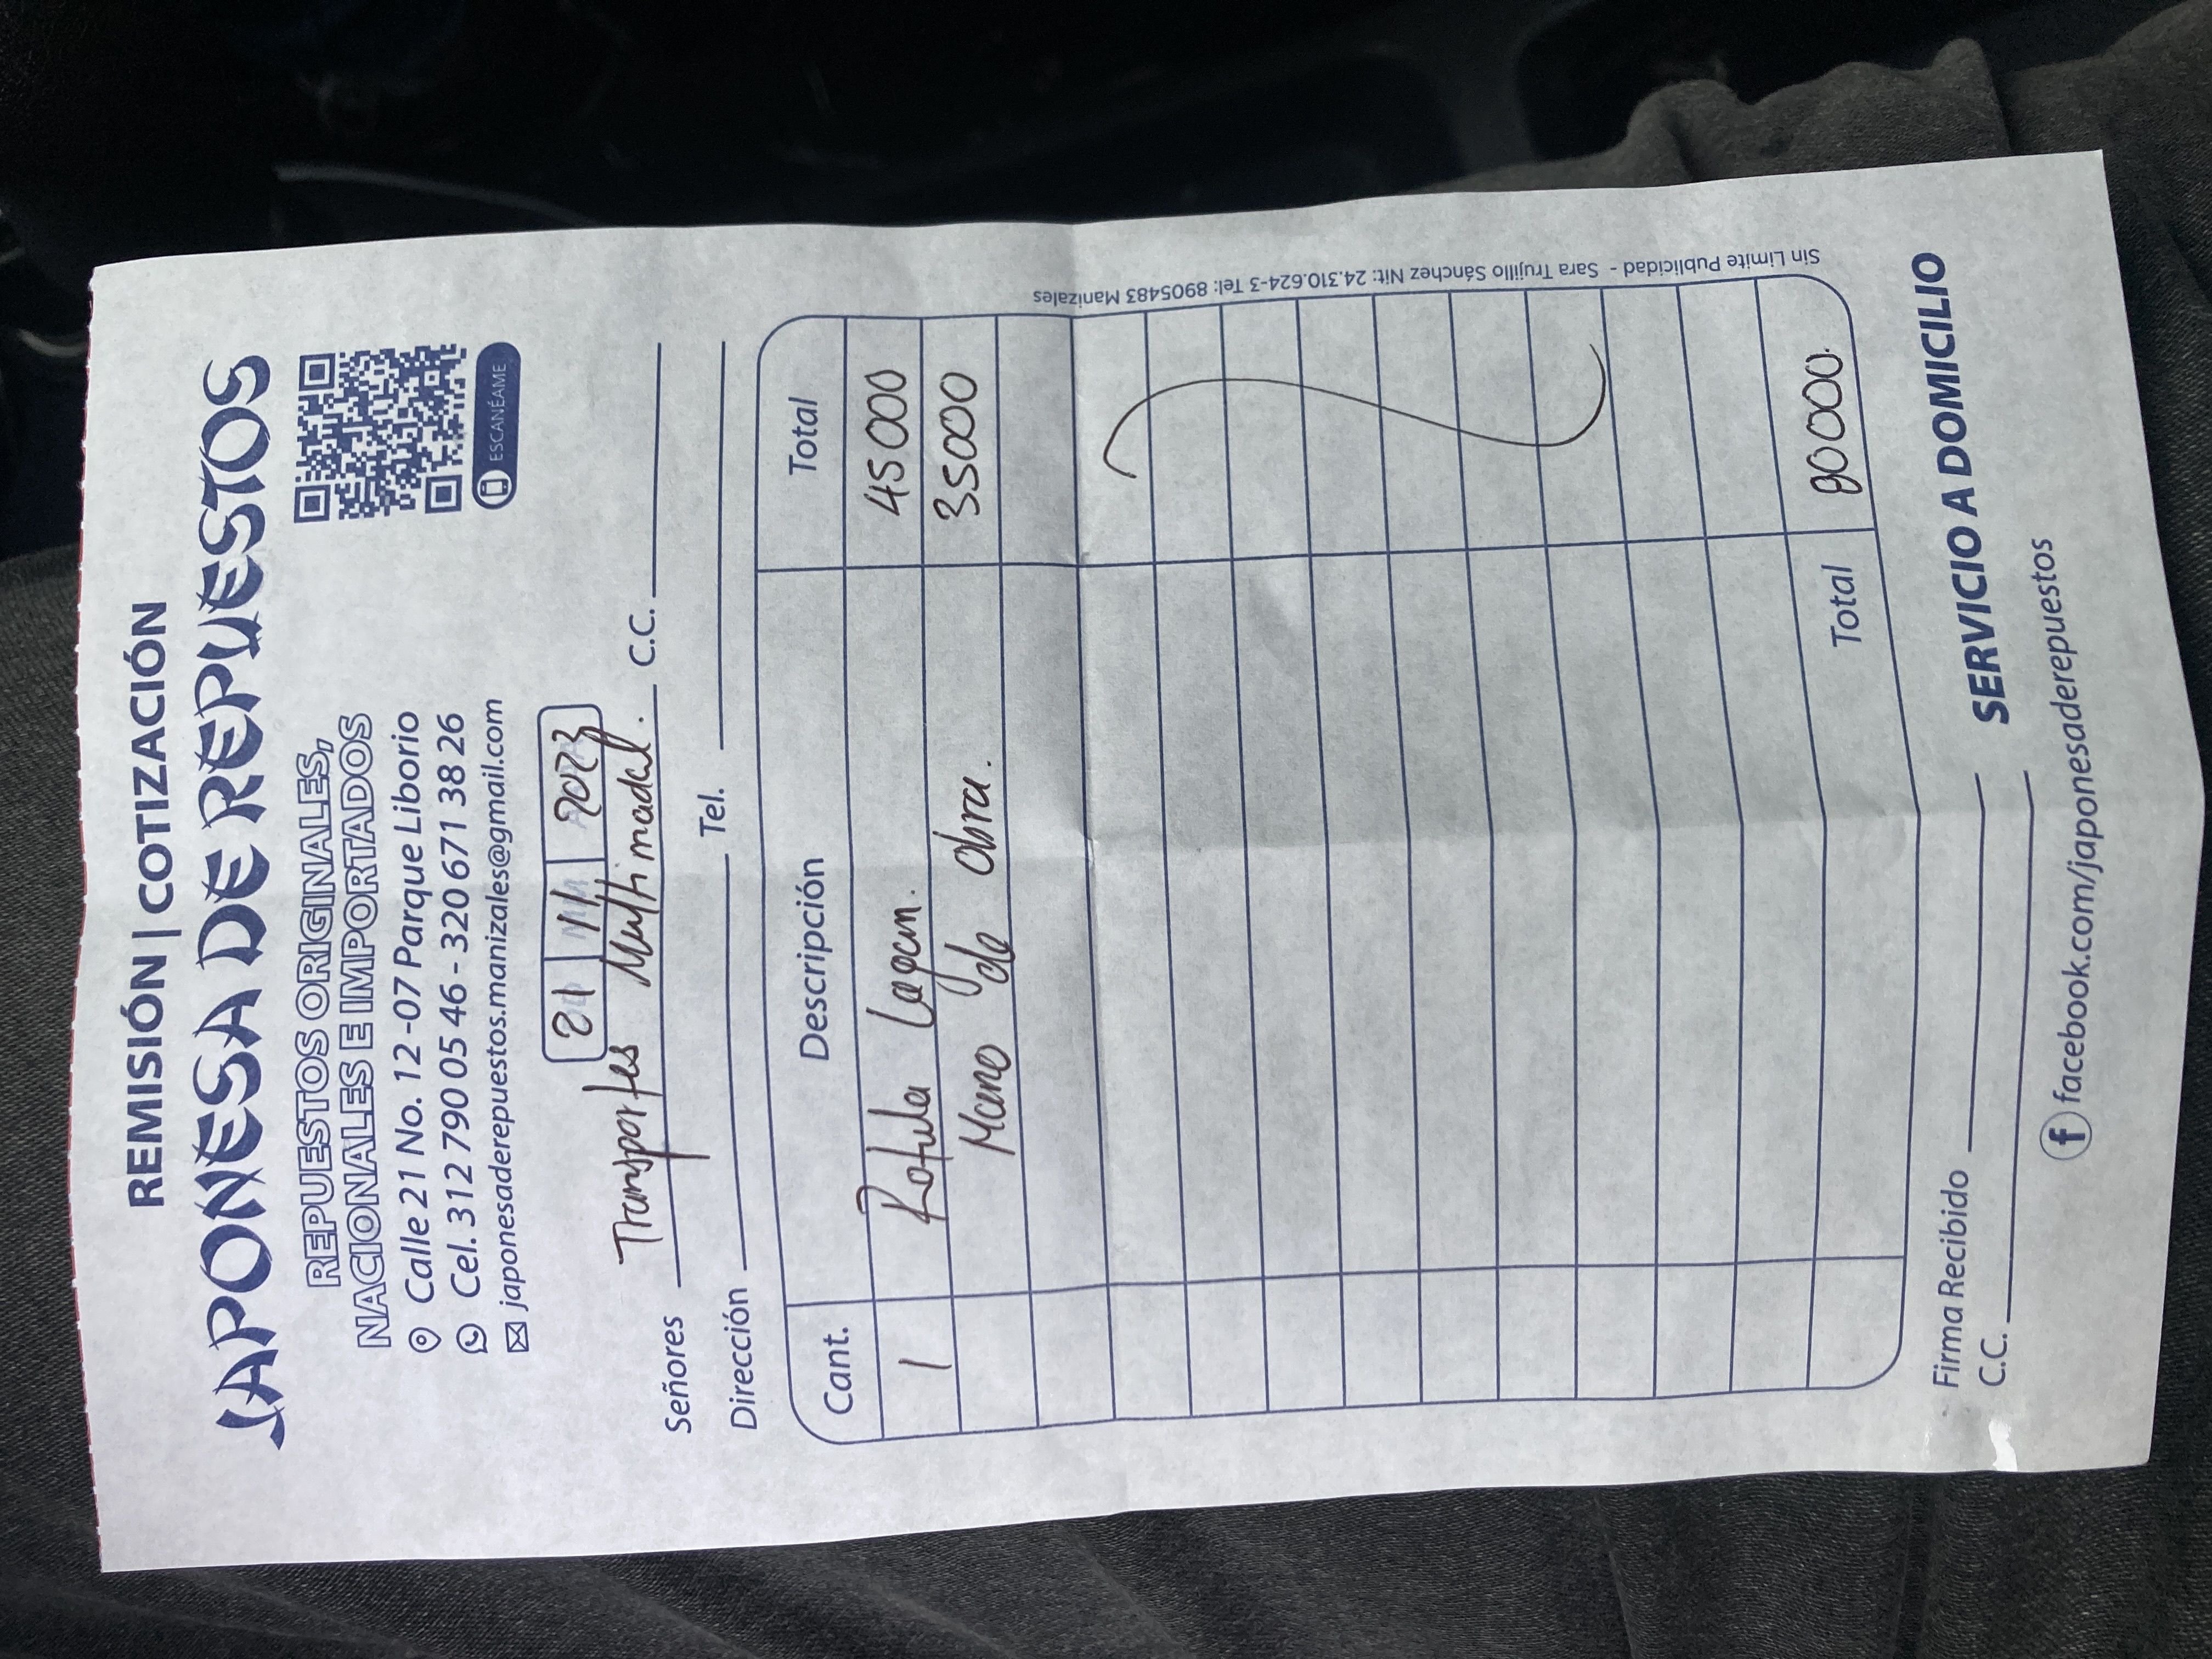 REMISIÓN | COTIZACIÓN
JAPONESA DE REPUESTOS
REPUESTOS ORIGINALES,
NACIONALES E IMPORTADOS
Calle 21 No. 12 -07 Parque Liborio
Cel. 312 790 05 46 - 320 671 38 26
japonesaderepuestos.manizales@gmail.com
ESCANÉAME
21 11 2023
Señores Transportes Multimodal. C.C.
Dirección Tel.
Cant. Descripción Total
1 Rotula Logan. 45000
Mano de obra. 35000
Total 80000.
Sin Limite Publicidad - Sara Trujillo Sánchez Nit: 24.310.624-3 Tel: 8905483 Manizales
Firma Recibido
C.C.
SERVICIO A DOMICILIO
facebook.com/japonesaderepuestos